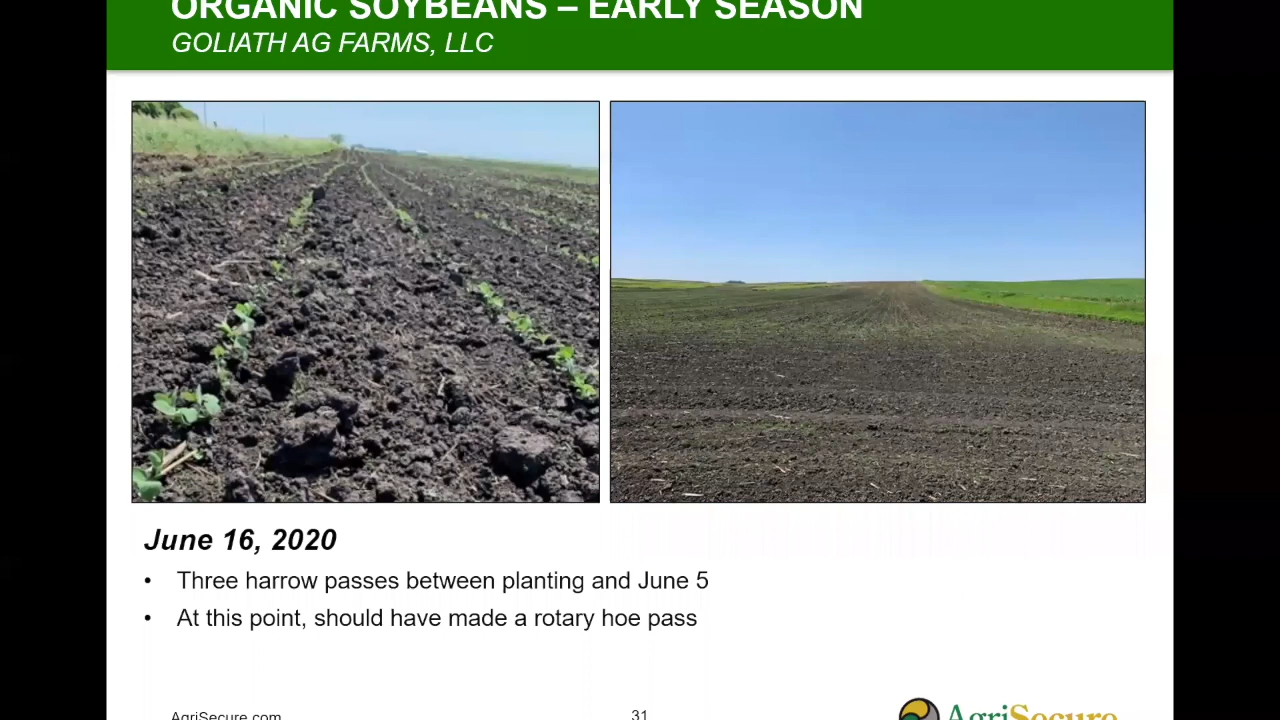 ORGANIC SOYBEANS – EARLY SEASON
GOLIATH AG FARMS, LLC
June 16, 2020
• Three harrow passes between planting and June 5
• At this point, should have made a rotary hoe pass
AgriSecure.com
31
AgriSecure